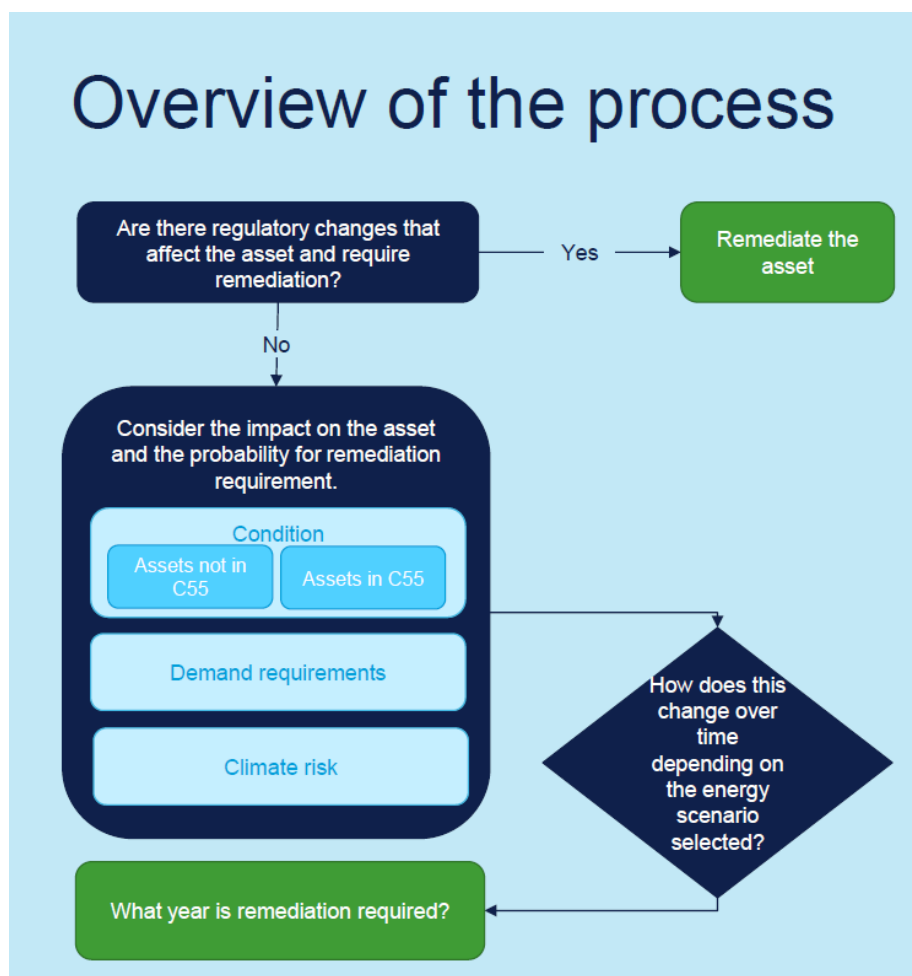 Overview of the process
Are there regulatory changes that
affect the asset and require
remediation?
Yes
Remediate the
asset
No
Consider the impact on the asset
and the probability for remediation
requirement.
Condition
Assets not in
C55
Assets in C55
Demand requirements
Climate risk
How does this
change over
time
depending on
the energy
scenario
selected?
What year is remediation required?